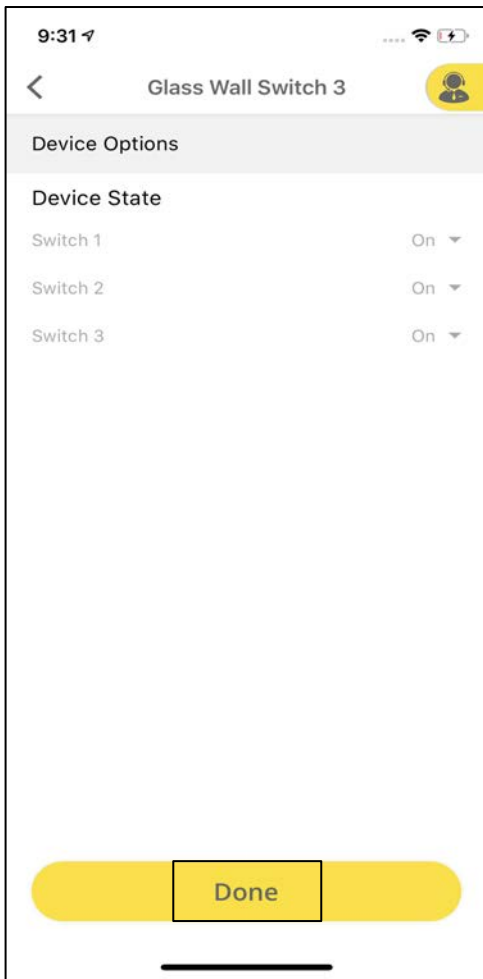 9:31
Glass Wall Switch 3
Device Options
Device State
Switch 1 On
Switch 2 On
Switch 3 On
Done